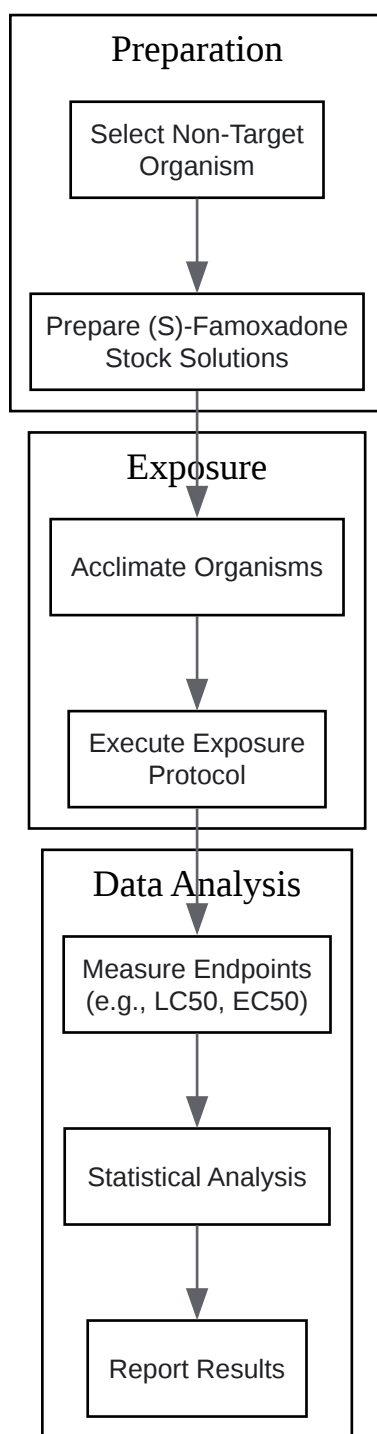 Preparation
Select Non-Target
Organism
Prepare (S)-Famoxadone
Stock Solutions
Exposure
Acclimate Organisms
Execute Exposure
Protocol
Data Analysis
Measure Endpoints
(e.g., LC50, EC50)
Statistical Analysis
Report Results